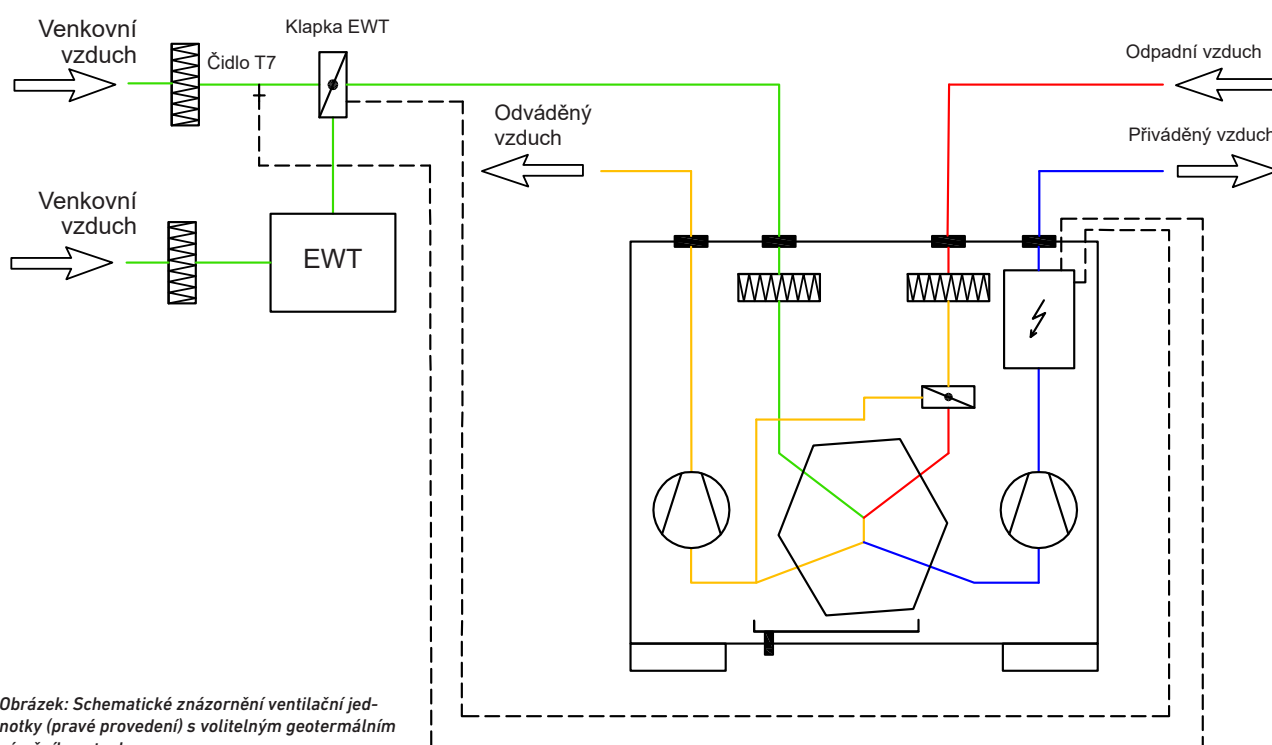 Venkovní
vzduch
Čidlo T7
Klapka EWT
Odpadní vzduch
Odváděný
vzduch
Přiváděný vzduch
Venkovní
vzduch
EWT
Obrázek: Schematické znázornění ventilační jed-
notky (pravé provedení) s volitelným geotermálním